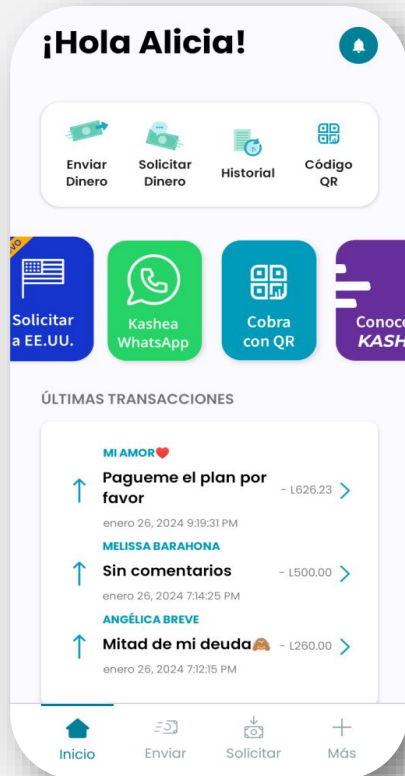 ¡Hola Alicia!
Enviar
Dinero
Solicitar
Dinero
Historial
Código
QR
Solicitar
a EE.UU.
Kashea
WhatsApp
Cobra
con QR
Conoce
KASH
ÚLTIMAS TRANSACCIONES
MI AMOR❤️
Pagueme el plan por
favor
- L626.23
enero 26, 2024 9:19:31 PM
MELISSA BARAHONA
Sin comentarios
- L500.00
enero 26, 2024 7:14:25 PM
ANGÉLICA BREVE
Mitad de mi deuda🙈
- L260.00
enero 26, 2024 7:12:15 PM
Inicio
Enviar
Solicitar
Más